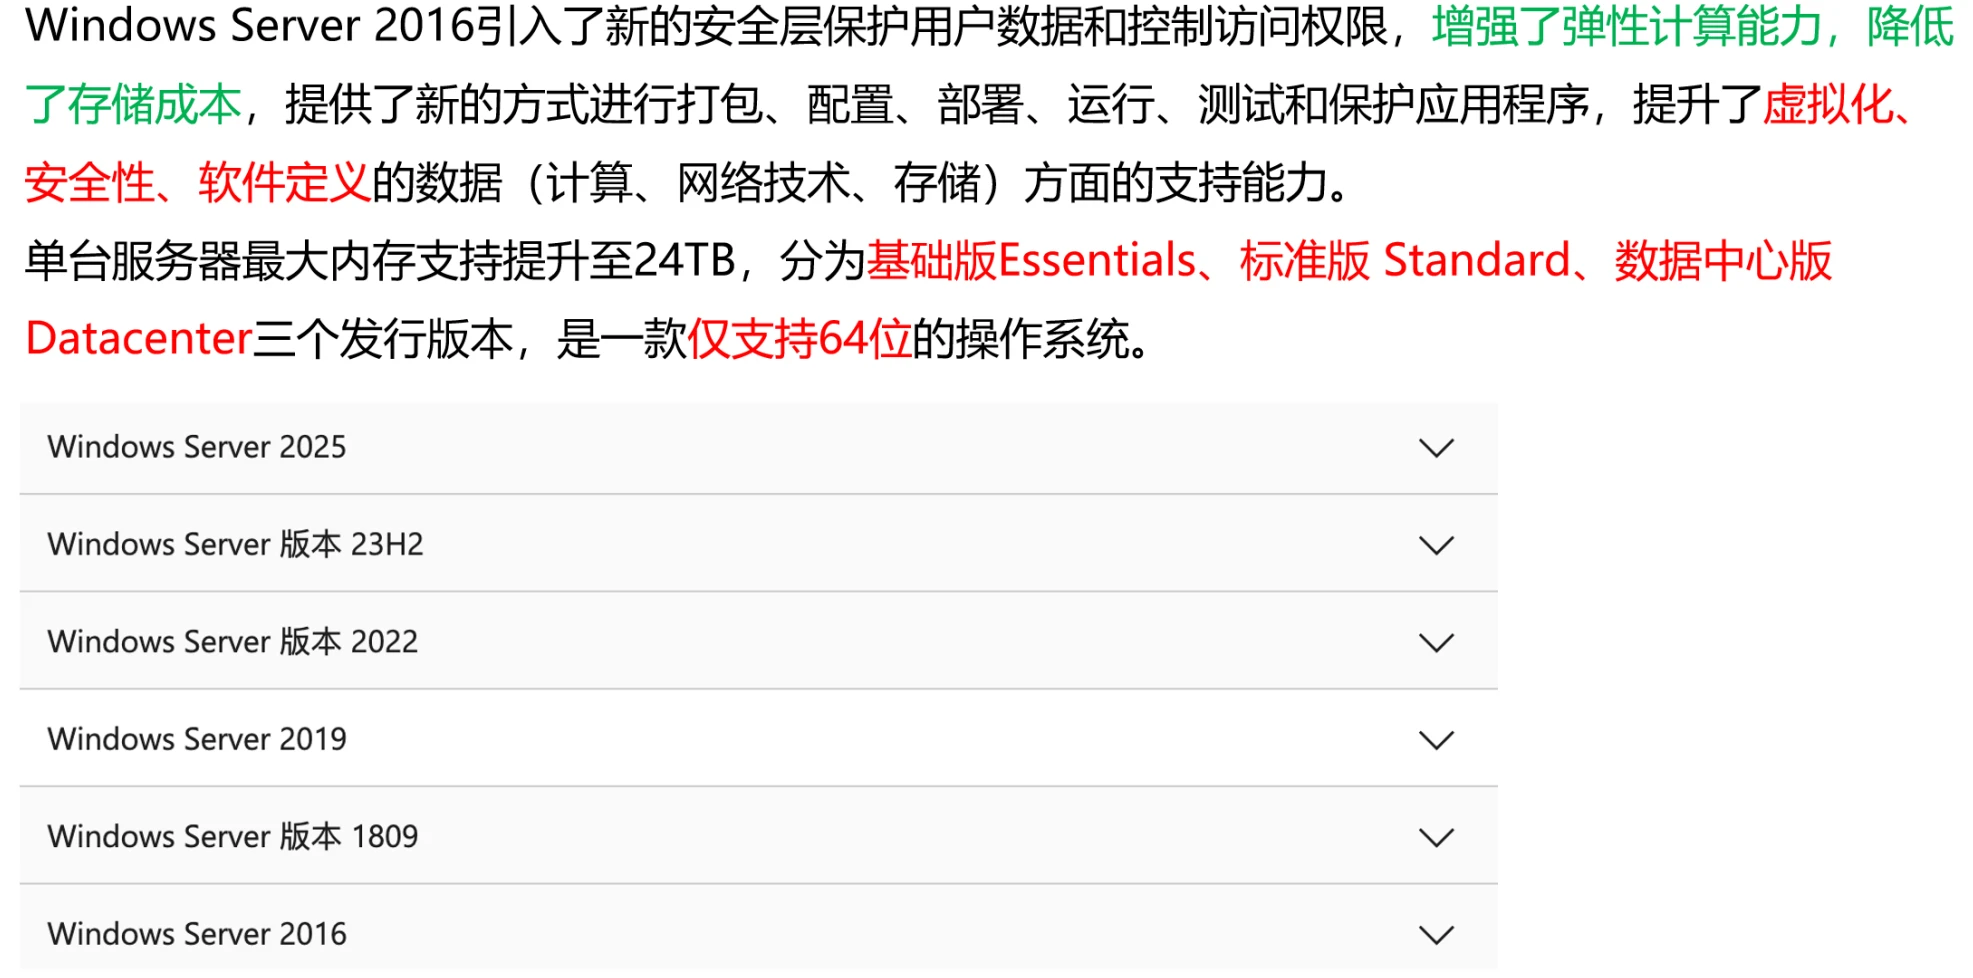 Windows Server 2016引入了新的安全层保护用户数据和控制访问权限，增强了弹性计算能力，降低
了存储成本，提供了新的方式进行打包、配置、部署、运行、测试和保护应用程序，提升了虚拟化、
安全性、软件定义的数据（计算、网络技术、存储）方面的支持能力。
单台服务器最大内存支持提升至24TB，分为基础版Essentials、标准版 Standard、数据中心版
Datacenter三个发行版本，是一款仅支持64位的操作系统。
Windows Server 2025
Windows Server 版本 23H2
Windows Server 版本 2022
Windows Server 2019
Windows Server 版本 1809
Windows Server 2016